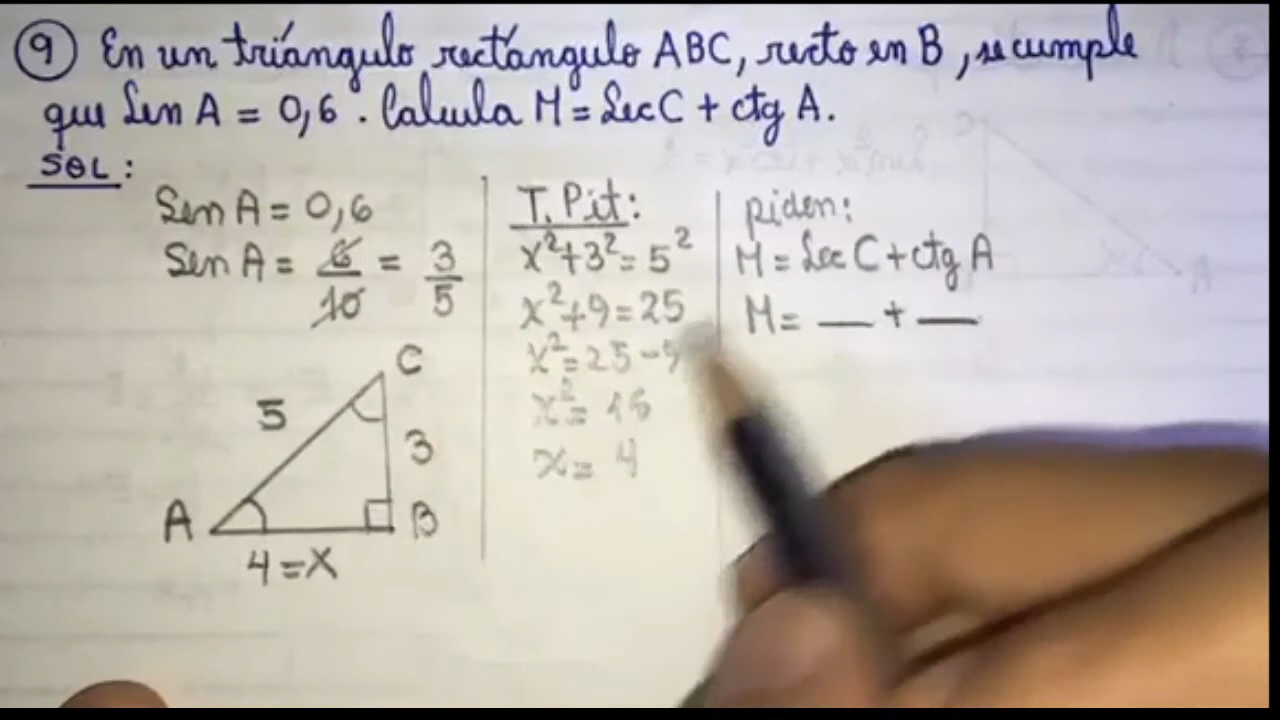 9 En un triángulo rectángulo ABC, recto en B, se cumple
que Sen A = 0,6. Calcula M = Sec C + ctg A.
SOL:
Sen A = 0,6
Sen A = 6/10 = 3/5
C
5
3
A
B
4 = x
T. Pit:
x² + 3² = 5²
x² + 9 = 25
x² = 25 - 9
x² = 16
x = 4
piden:
M = Sec C + ctg A
M = __ + __